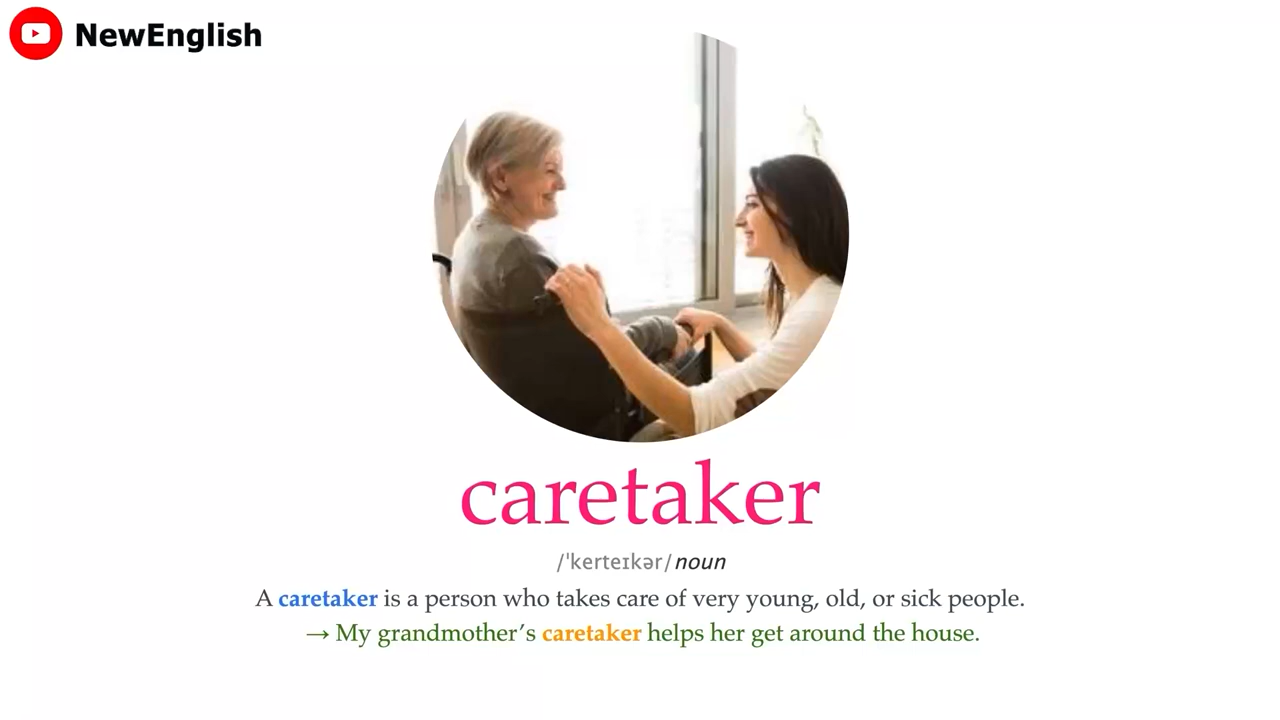 NewEnglish
caretaker
/ˈkerteɪkər/noun
A caretaker is a person who takes care of very young, old, or sick people.
→ My grandmother’s caretaker helps her get around the house.